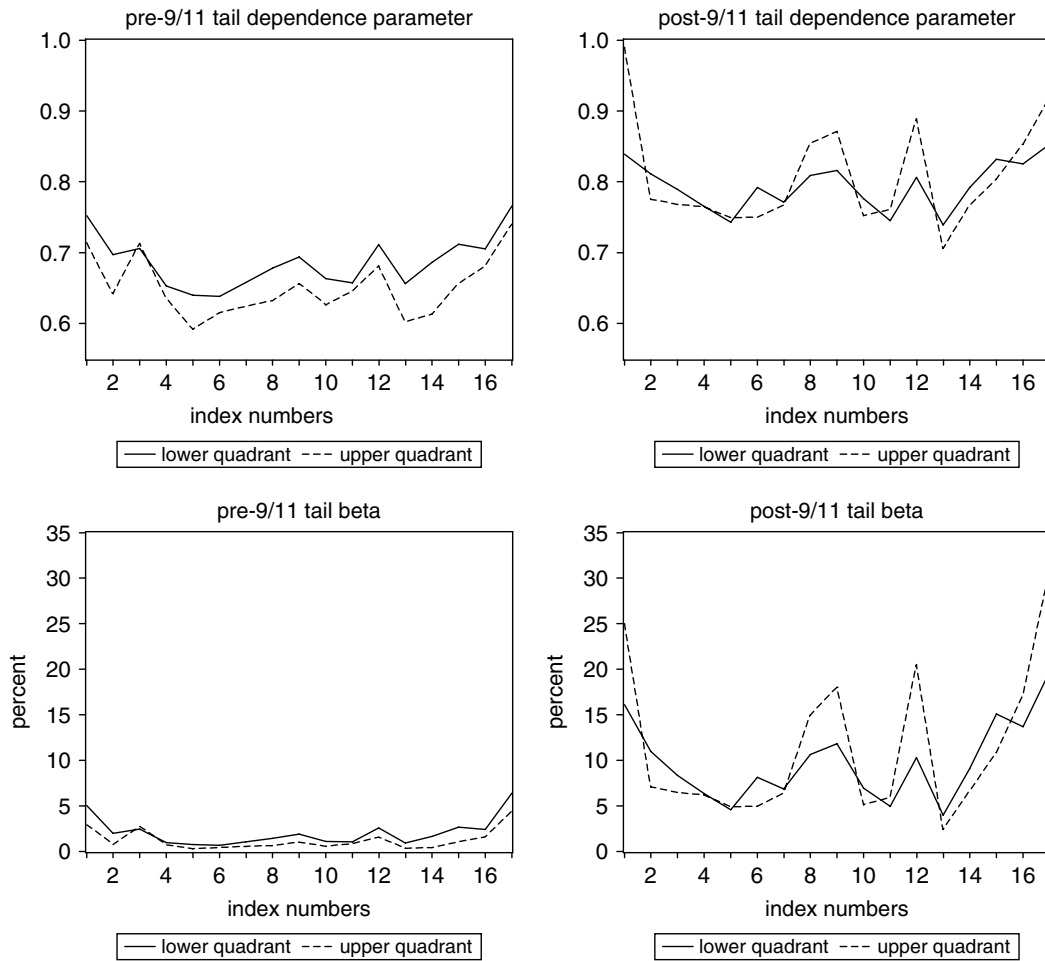 pre-9/11 tail dependence parameter
1.0
0.9
0.8
0.7
0.6
2 4 6 8 10 12 14 16
index numbers
lower quadrant upper quadrant
post-9/11 tail dependence parameter
1.0
0.9
0.8
0.7
0.6
2 4 6 8 10 12 14 16
index numbers
lower quadrant upper quadrant
pre-9/11 tail beta
35
30
25
20
15
10
5
0
percent
2 4 6 8 10 12 14 16
index numbers
lower quadrant upper quadrant
post-9/11 tail beta
35
30
25
20
15
10
5
0
percent
2 4 6 8 10 12 14 16
index numbers
lower quadrant upper quadrant